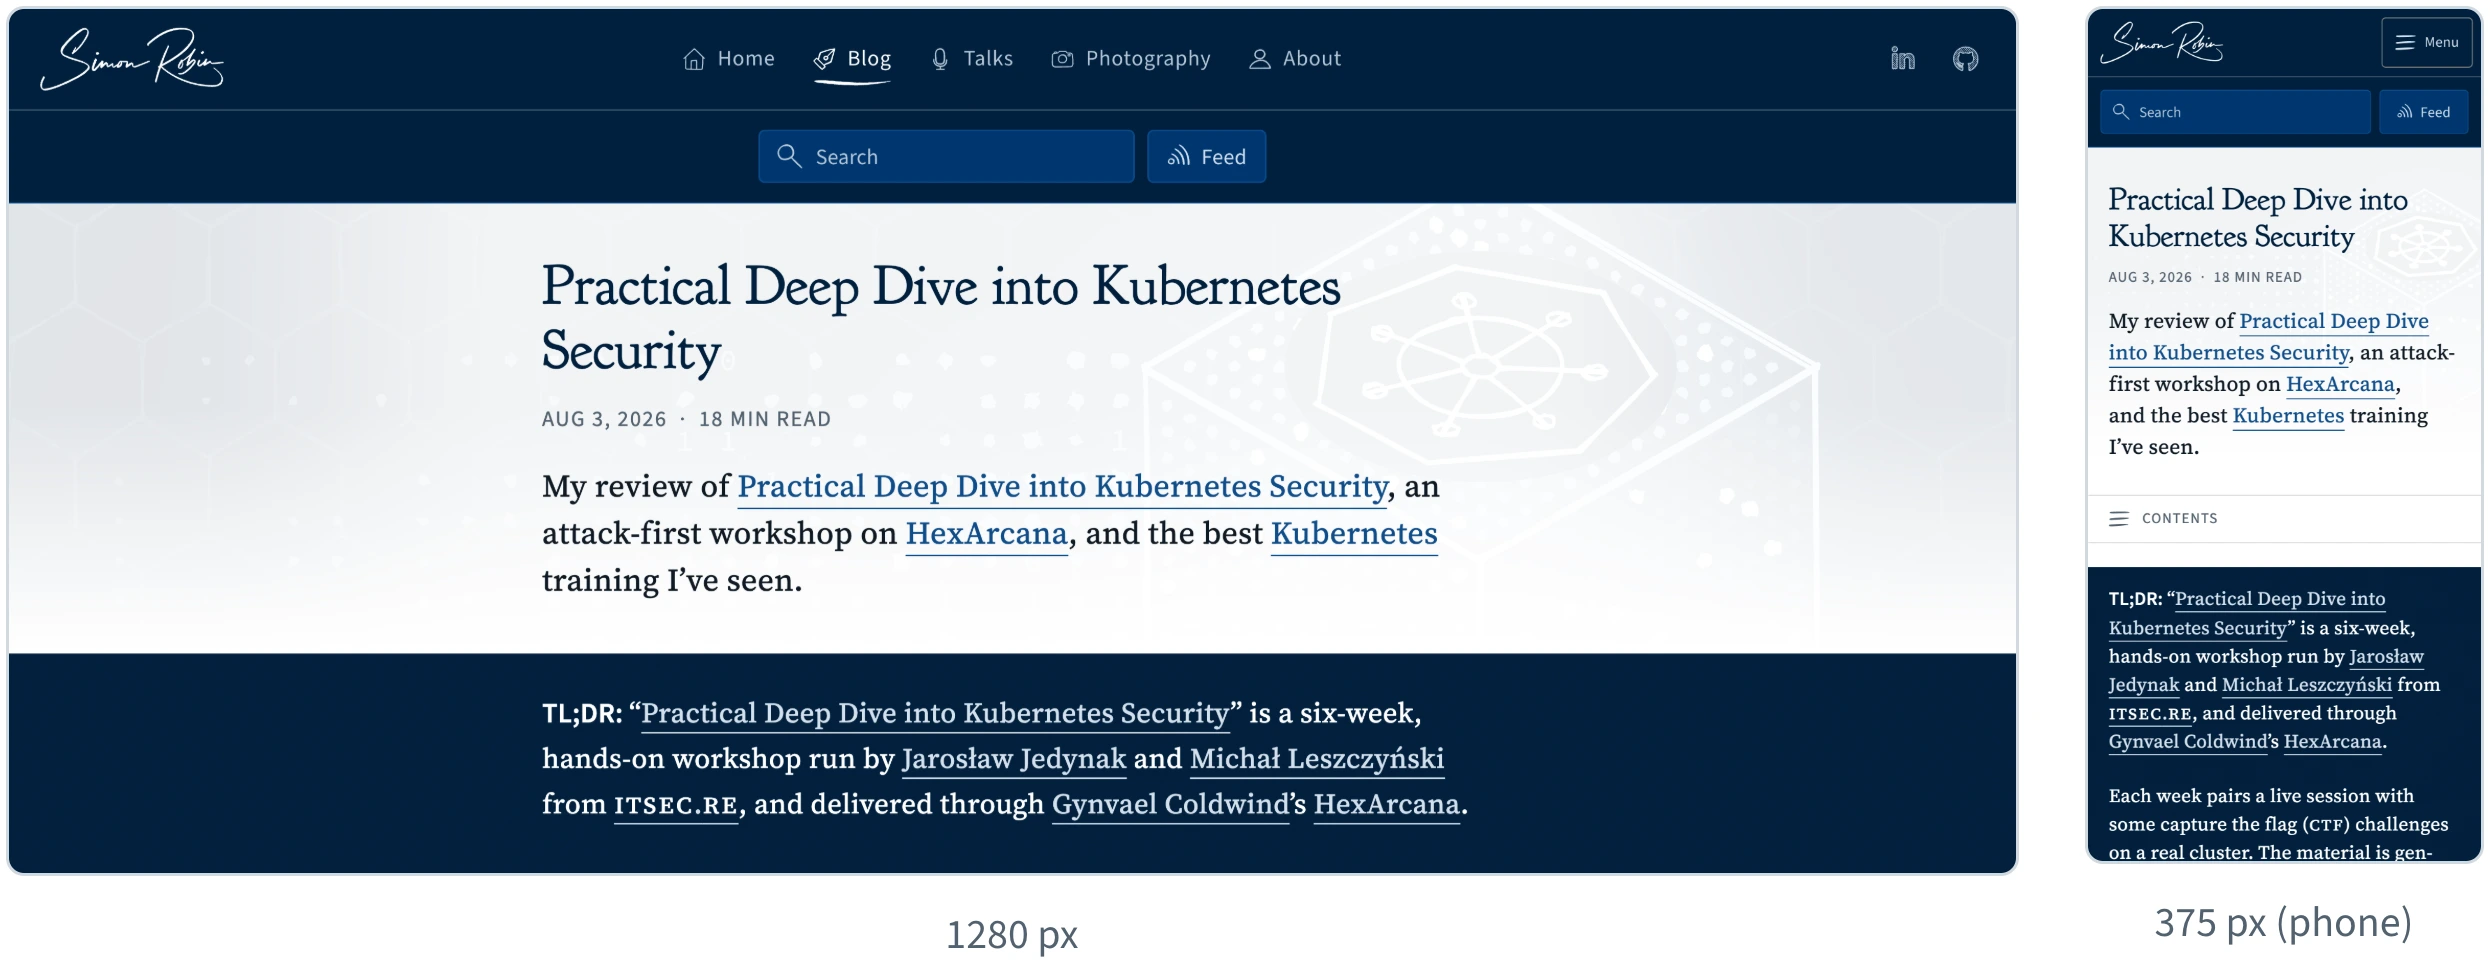 Simon Robin
Home
Blog
Talks
Photography
About
Search
Feed
Practical Deep Dive into Kubernetes
Security
AUG 3, 2026 · 18 MIN READ
My review of Practical Deep Dive into Kubernetes Security, an
attack-first workshop on HexArcana, and the best Kubernetes
training I’ve seen.
TL;DR: “Practical Deep Dive into Kubernetes Security” is a six-week,
hands-on workshop run by Jarosław Jedynak and Michał Leszczyński
from ITSEC.RE, and delivered through Gynvael Coldwind’s HexArcana.
1280 px
Simon Robin
Menu
Search
Feed
Practical Deep Dive into
Kubernetes Security
AUG 3, 2026 · 18 MIN READ
My review of Practical Deep Dive
into Kubernetes Security, an attack-
first workshop on HexArcana,
and the best Kubernetes training
I’ve seen.
CONTENTS
TL;DR: “Practical Deep Dive into
Kubernetes Security” is a six-week,
hands-on workshop run by Jarosław
Jedynak and Michał Leszczyński from
ITSEC.RE, and delivered through
Gynvael Coldwind’s HexArcana.
Each week pairs a live session with
some capture the flag (CTF) challenges
on a real cluster. The material is gen-
375 px (phone)